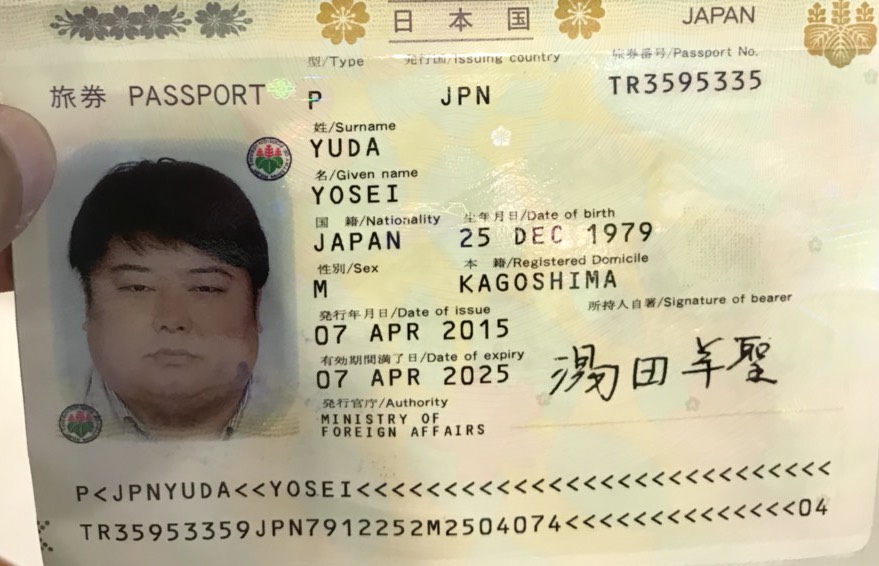 日本国
JAPAN
型/Type 発行国/Issuing country 旅券番号/Passport No.
旅券 PASSPORT P JPN TR3595335
姓/Surname
YUDA
名/Given name
YOSEI
国 籍/Nationality 生年月日/Date of birth
JAPAN 25 DEC 1979
性別/Sex 本 籍/Registered Domicile
M KAGOSHIMA
所持人自署/Signature of bearer
発行年月日/Date of issue
07 APR 2015
有効期間満了日/Date of expiry
07 APR 2025
湯田羊聖
発行官庁/Authority
MINISTRY OF
FOREIGN AFFAIRS
P<JPNYUDA<<YOSEI<<<<<<<<<<<<<<<<<<<<<<<<<<<<
TR35953359JPN7912252M2504074<<<<<<<<<<<<<<04